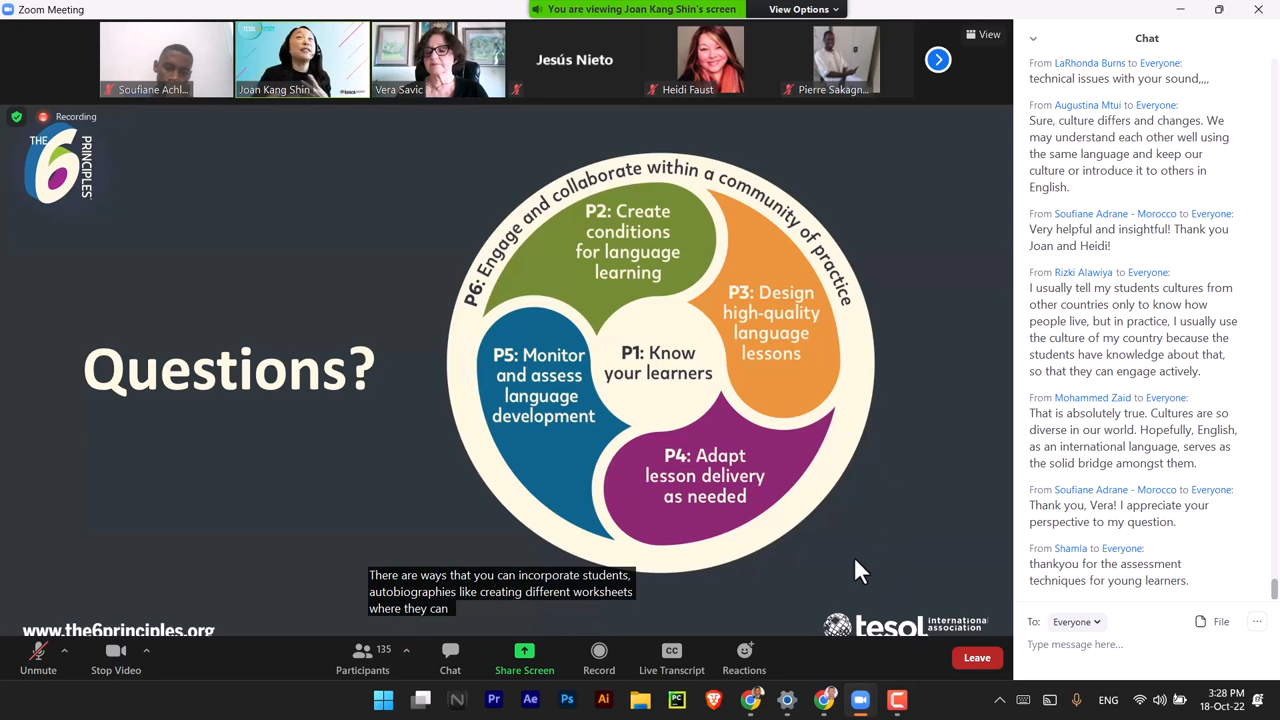 Zoom Meeting
You are viewing Joan Kang Shin's screen
View Options
Soufiane Achl...
Joan Kang Shin
Vera Savic
Jesús Nieto
Heidi Faust
Pierre Sakagn...
View
Recording
THE
6
PRINCIPLES
Questions?
P6: Engage and collaborate within a community of practice
P2: Create
conditions
for language
learning
P3: Design
high-quality
language
lessons
P5: Monitor
and assess
language
development
P1: Know
your learners
P4: Adapt
lesson delivery
as needed
There are ways that you can incorporate students,
autobiographies like creating different worksheets
where they can
www.the6principles.org
tesol international
association
Chat
From LaRhonda Burns to Everyone:
technical issues with your sound,,,,
From Augustina Mtui to Everyone:
Sure, culture differs and changes. We
may understand each other well using
the same language and keep our
culture or introduce it to others in
English.
From Soufiane Adrane - Morocco to Everyone:
Very helpful and insightful! Thank you
Joan and Heidi!
From Rizki Alawiya to Everyone:
I usually tell my students cultures from
other countries only to know how
people live, but in practice, I usually use
the culture of my country because the
students have knowledge about that,
so that they can engage actively.
From Mohammed Zaid to Everyone:
That is absolutely true. Cultures are so
diverse in our world. Hopefully, English,
as an international language, serves as
the solid bridge amongst them.
From Soufiane Adrane - Morocco to Everyone:
Thank you, Vera! I appreciate your
perspective to my question.
From Shamla to Everyone:
thankyou for the assessment
techniques for young learners.
To: Everyone
File
Type message here...
Unmute
Stop Video
Participants
135
Chat
Share Screen
Record
CC
Live Transcript
Reactions
Leave
N
Pr
Ae
Ps
Ai
PC
ENG
3:28 PM
18-Oct-22